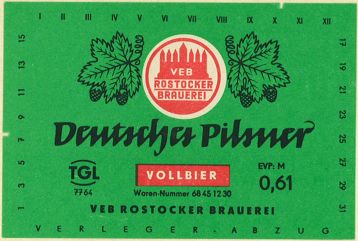 I II III IV V VI VII VIII IX X XI XII
VEB
ROSTOCKER
BRAUEREI
Deutsches Pilsner
TGL
7764
VOLLBIER
Waren-Nummer 68 45 12 30
EVP: M
0,61
VEB ROSTOCKER BRAUEREI
VERLEGER-ABZUG
1 3 5 7 9 11 13 15
17 19 21 23 25 27 29 31